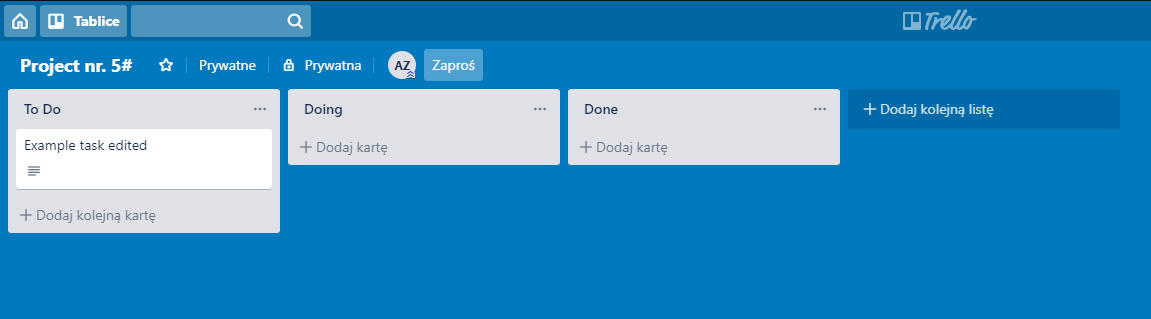 Tablice
Trello
Project nr. 5# Prywatne Prywatna AZ Zaproś
To Do
Example task edited
+ Dodaj kolejną kartę
Doing
+ Dodaj kartę
Done
+ Dodaj kartę
+ Dodaj kolejną listę